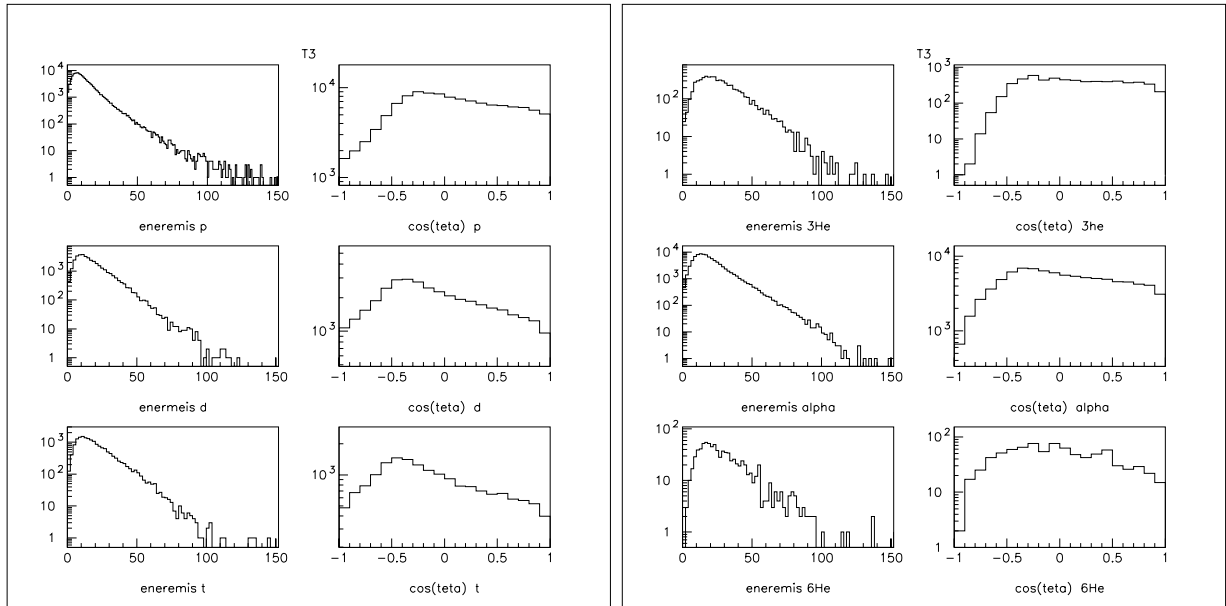 T3
10^4
10^3
10^2
10
1
0 50 100 150
eneremis p
10^4
10^3
−1 −0.5 0 0.5 1
cos(teta) p
10^3
10^2
10
1
0 50 100 150
enermeis d
10^3
−1 −0.5 0 0.5 1
cos(teta) d
10^3
10^2
10
1
0 50 100 150
eneremis t
10^3
−1 −0.5 0 0.5 1
cos(teta) t
T3
10^2
10
1
0 50 100 150
eneremis 3He
10^3
10^2
10
1
−1 −0.5 0 0.5 1
cos(teta) 3he
10^4
10^3
10^2
10
1
0 50 100 150
eneremis alpha
10^4
10^3
−1 −0.5 0 0.5 1
cos(teta) alpha
10^2
10
1
0 50 100 150
eneremis 6He
10^2
10
1
−1 −0.5 0 0.5 1
cos(teta) 6He